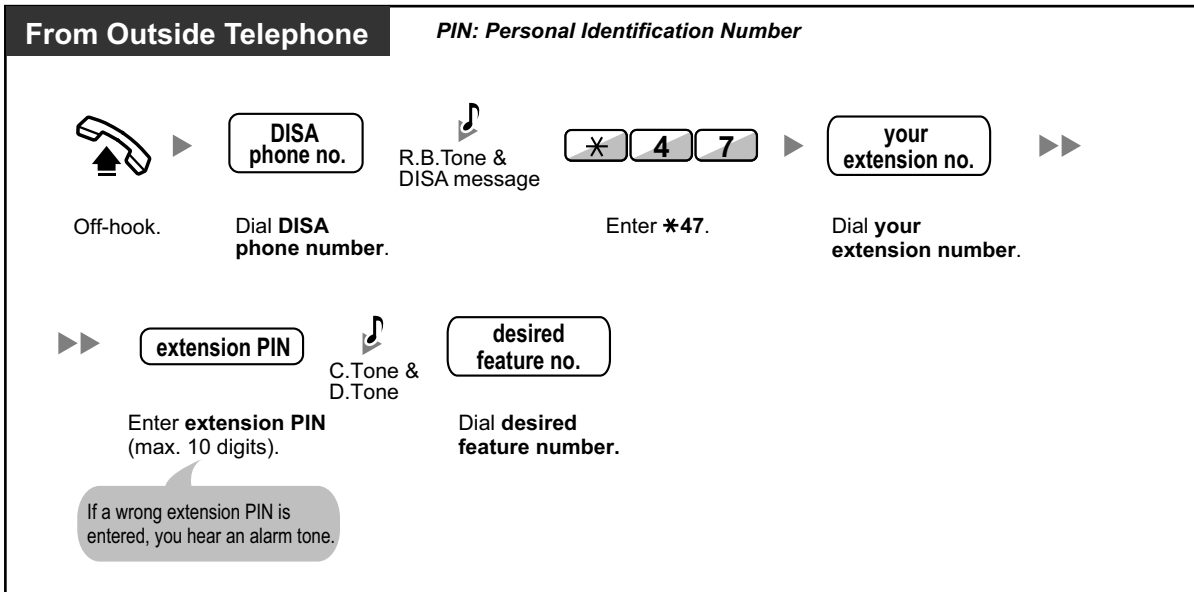 From Outside Telephone
PIN: Personal Identification Number
DISA
phone no.
R.B.Tone &
DISA message
* 4 7
your
extension no.
Off-hook.
Dial DISA
phone number.
Enter *47.
Dial your
extension number.
extension PIN
C.Tone &
D.Tone
desired
feature no.
Enter extension PIN
(max. 10 digits).
Dial desired
feature number.
If a wrong extension PIN is
entered, you hear an alarm tone.